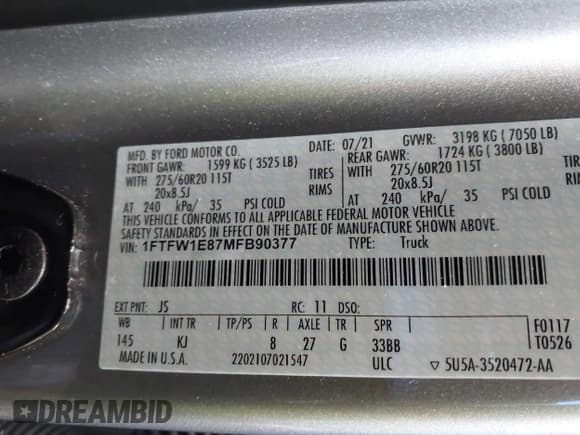 MFD. BY FORD MOTOR CO. DATE: 07/21 GVWR: 3198 KG ( 7050 LB)
FRONT GAWR: 1599 KG ( 3525 LB) REAR GAWR: 1724 KG ( 3800 LB)
WITH 275/60R20 115T TIRES WITH 275/60R20 115T
20x8.5J RIMS 20x8.5J
AT 240 kPa/ 35 PSI COLD AT 240 kPa/ 35 PSI COLD
THIS VEHICLE CONFORMS TO ALL APPLICABLE FEDERAL MOTOR VEHICLE
SAFETY STANDARDS IN EFFECT ON THE DATE OF MANUFACTURE SHOWN ABOVE.
VIN: 1FTFW1E87MFB90377 TYPE: Truck
EXT PNT: JS RC: 11 DSO:
WB INT TR TP/PS R AXLE TR SPR F0117
145 KJ 8 27 G 33BB T0526
MADE IN U.S.A. 2202107021547 ULC ▽ 5U5A-3520472-AA
DREAMBID